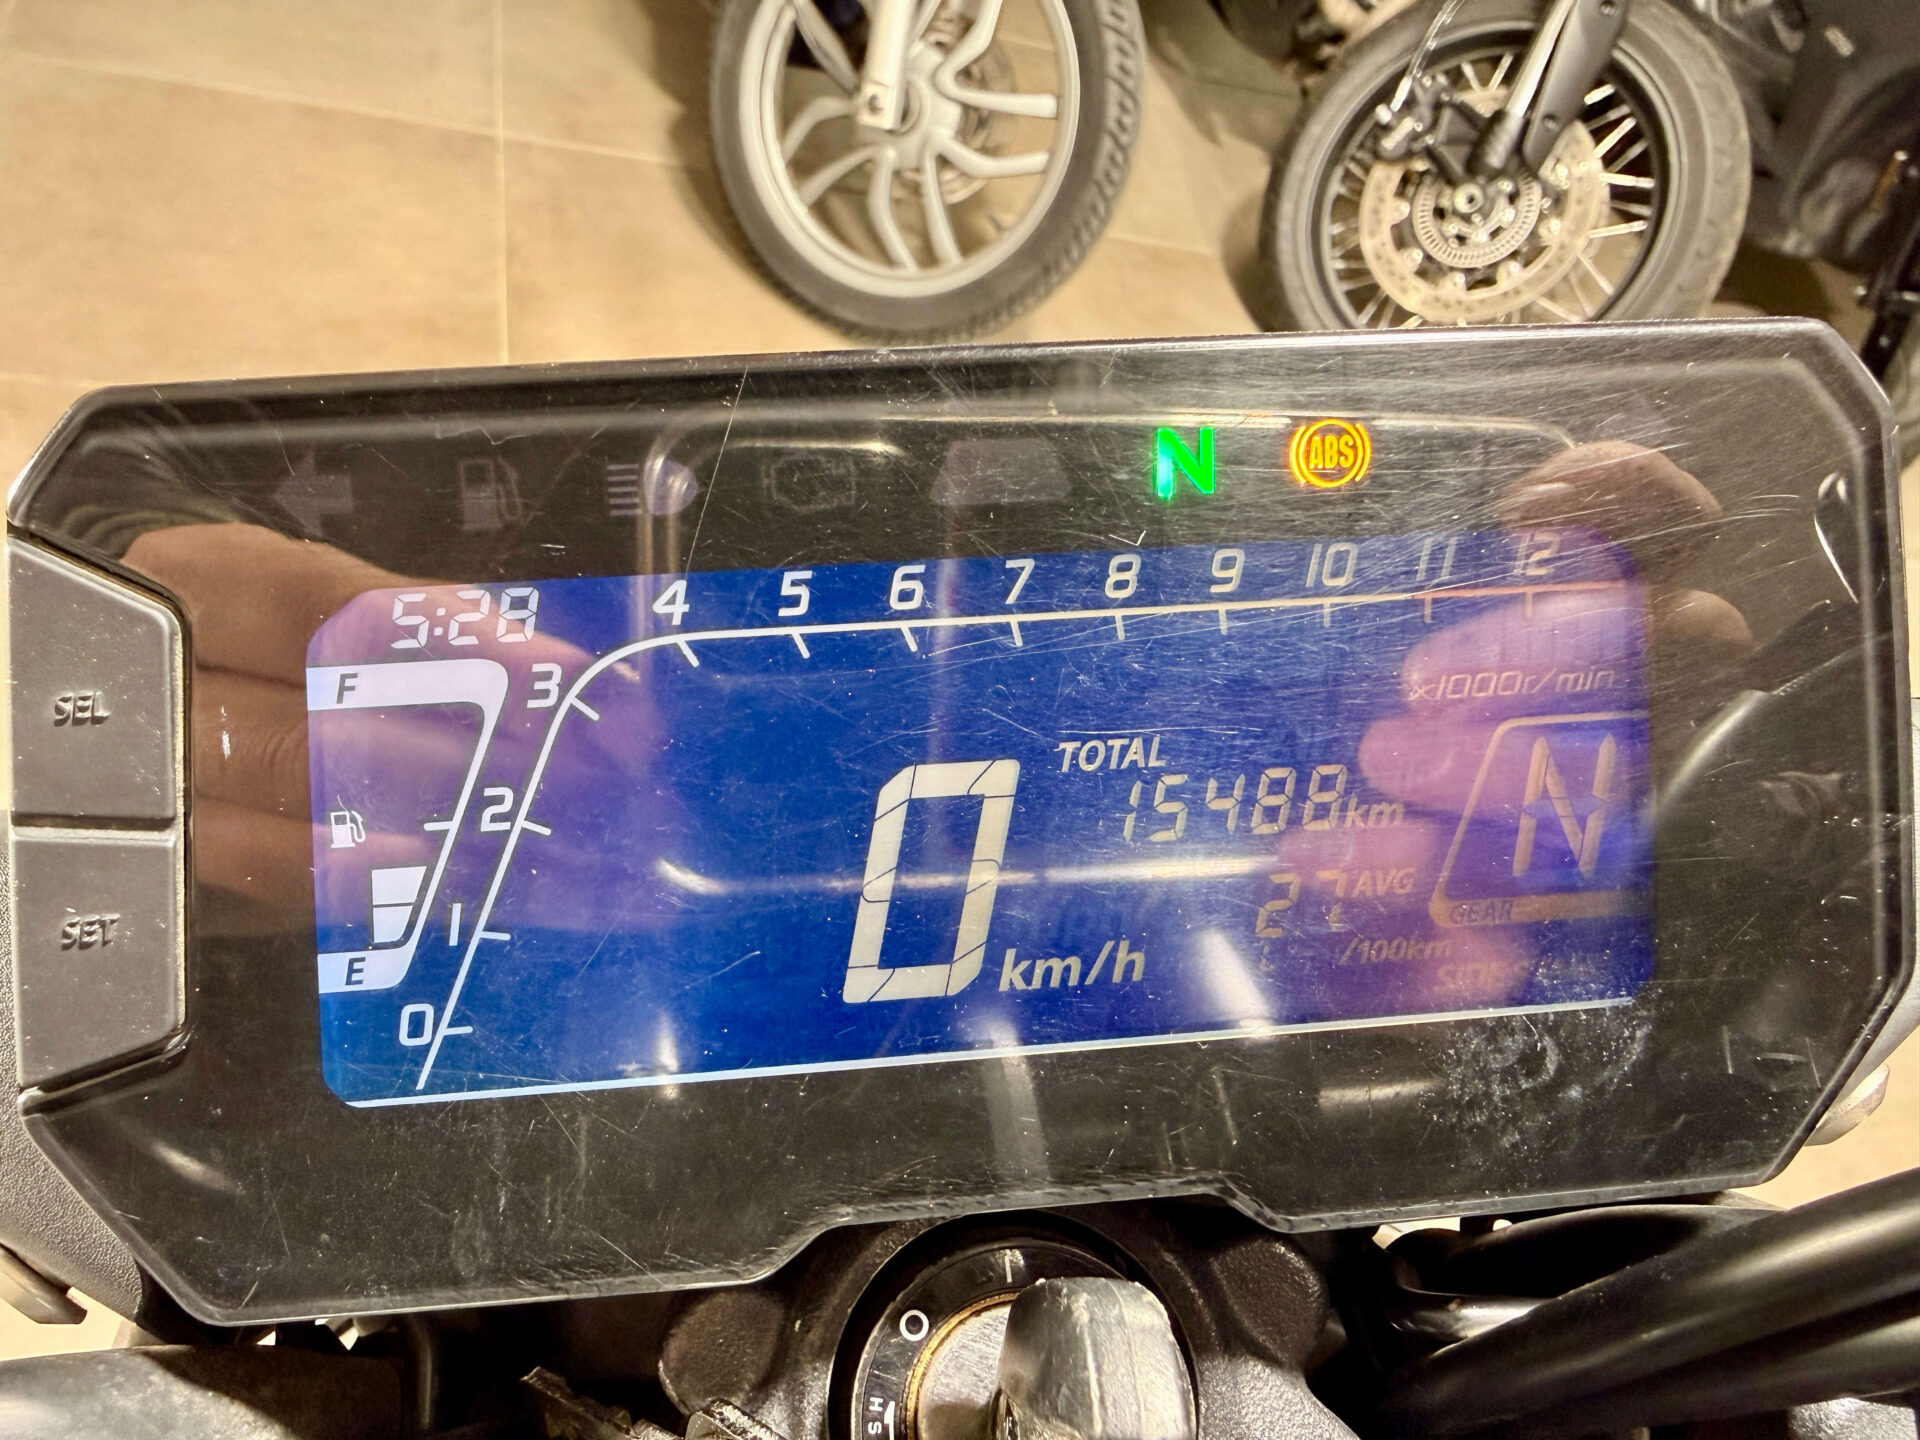 N ABS
5:28
4 5 6 7 8 9 10 11 12
F
3
x1000r/min
SEL
TOTAL
15488km
N
2
0
AVG
/100km
GEAR
1
SET
km/h
E
0